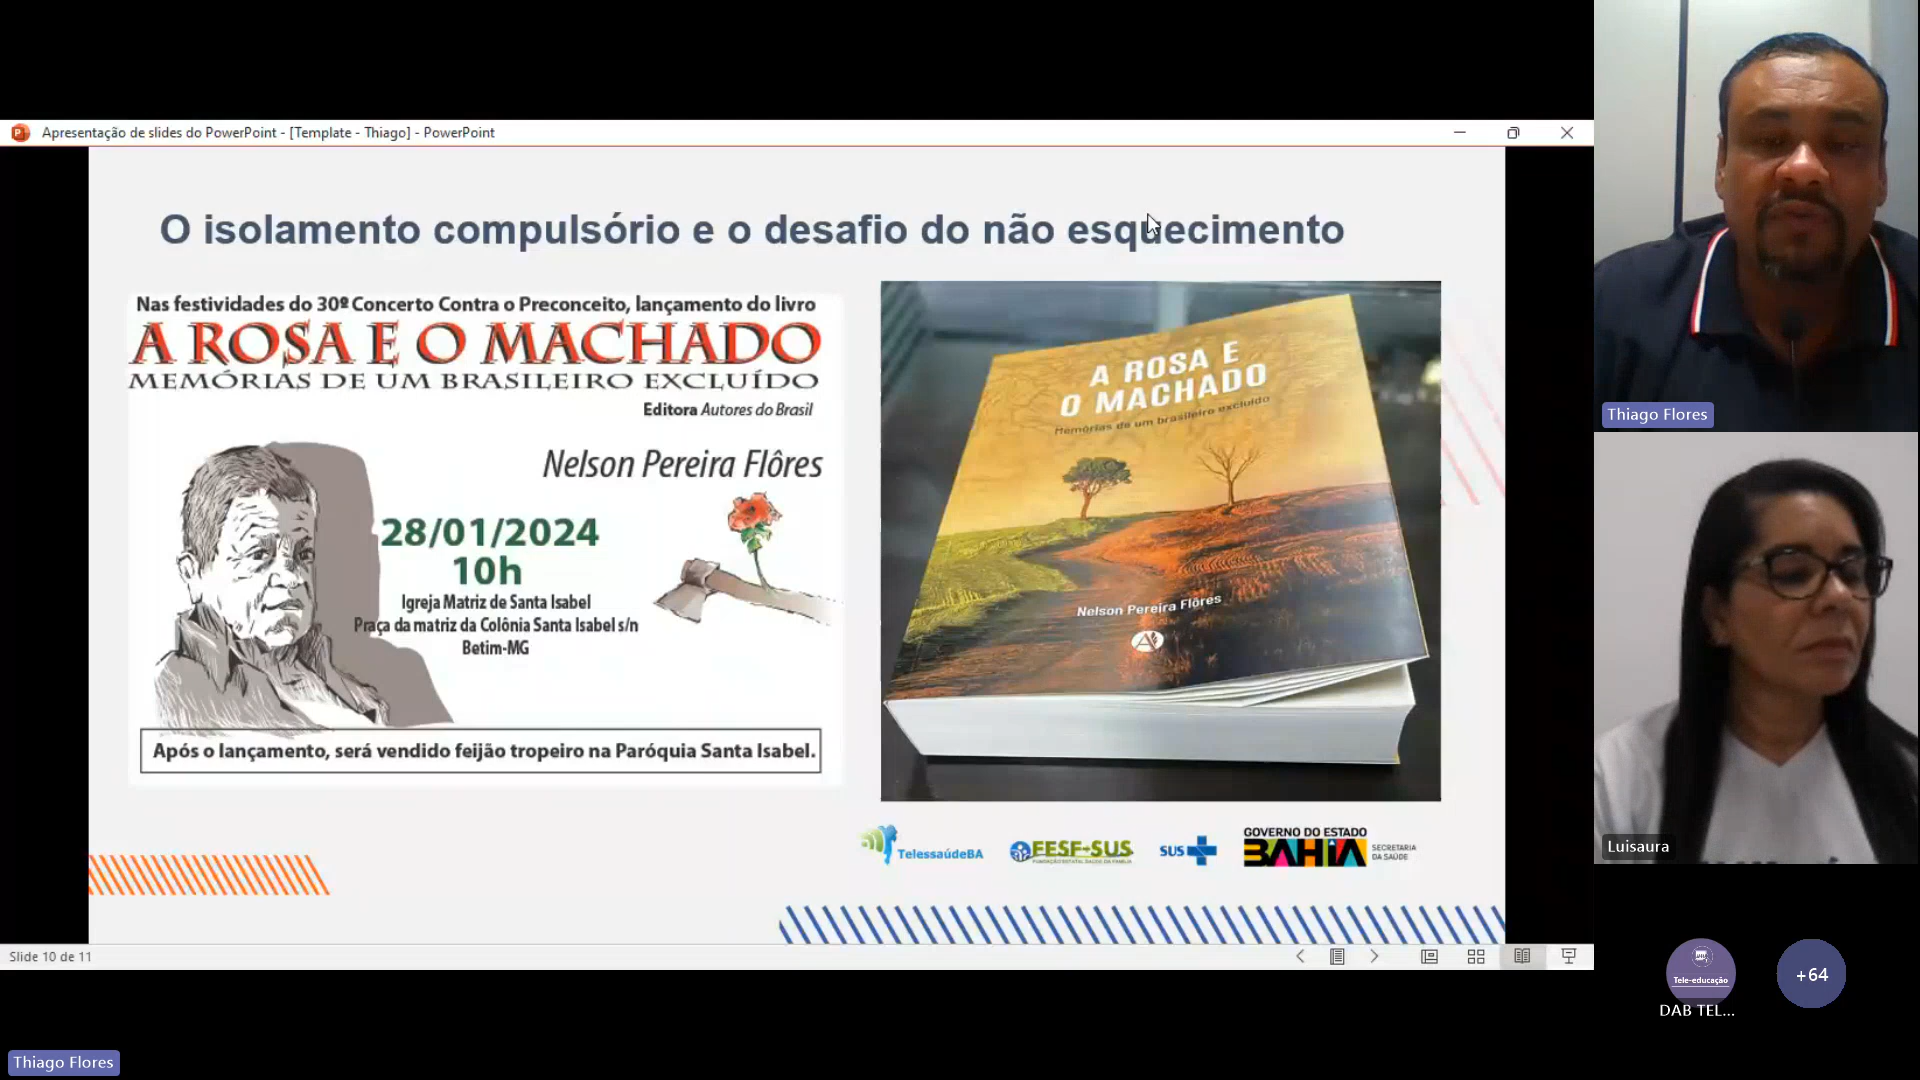 Apresentação de slides do PowerPoint - [Template - Thiago] - PowerPoint
O isolamento compulsório e o desafio do não esquecimento
Nas festividades do 30º Concerto Contra o Preconceito, lançamento do livro
A ROSA E O MACHADO
MEMÓRIAS DE UM BRASILEIRO EXCLUÍDO
Editora Autores do Brasil
Nelson Pereira Flôres
28/01/2024
10h
Igreja Matriz de Santa Isabel
Praça da matriz da Colônia Santa Isabel s/n
Betim-MG
Após o lançamento, será vendido feijão tropeiro na Paróquia Santa Isabel.
A ROSA E
O MACHADO
Memórias de um brasileiro excluído
Nelson Pereira Flôres
TelessaúdeBA
FESF+SUS
FUNDAÇÃO ESTATAL SAÚDE DA FAMÍLIA
SUS
GOVERNO DO ESTADO
BAHIA
SECRETARIA
DA SAÚDE
Slide 10 de 11
Thiago Flores
Luisaura
Tele-educação
DAB TEL...
+64
Thiago Flores